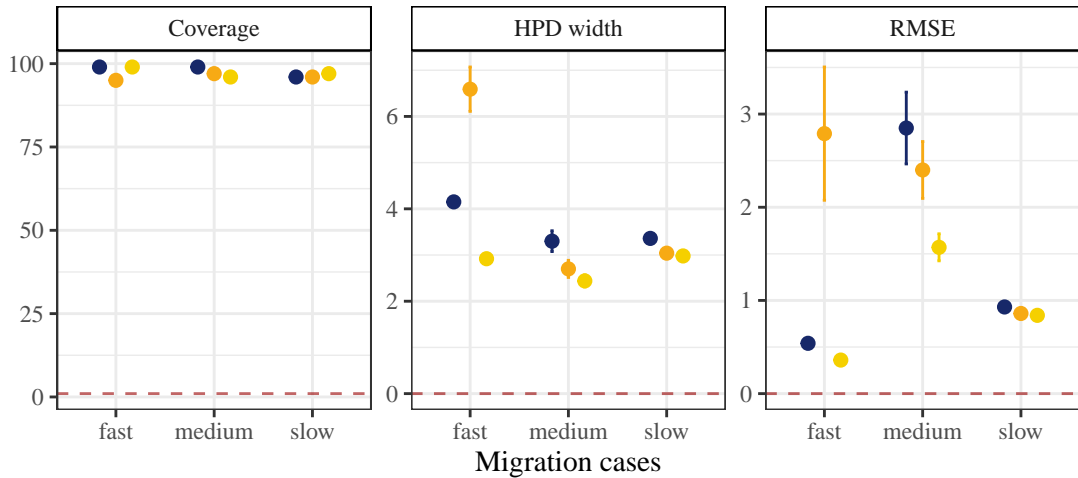 Coverage
HPD width
RMSE
100
75
50
25
0
fast medium slow
6
4
2
0
fast medium slow
3
2
1
0
fast medium slow
Migration cases